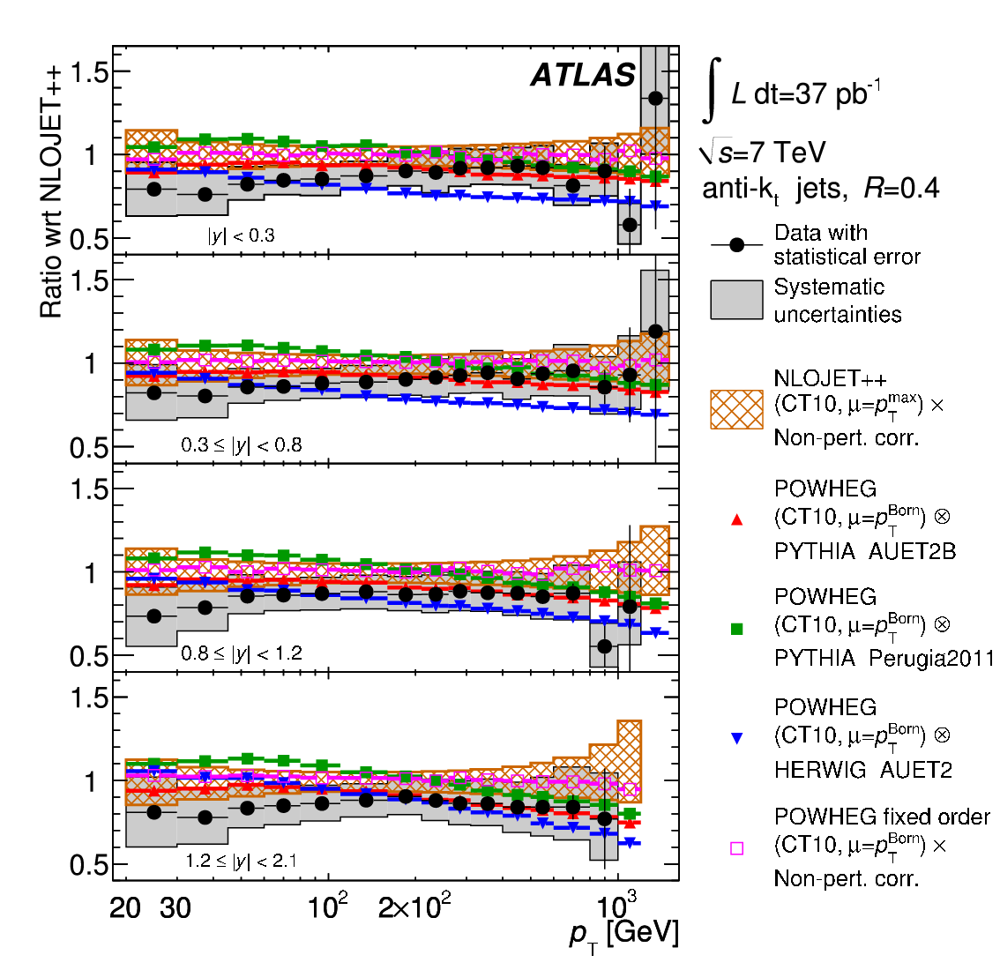 Ratio wrt NLOJET++
1.5
1
0.5
ATLAS
|y| < 0.3
1.5
1
0.5
0.3 ≤ |y| < 0.8
1.5
1
0.5
0.8 ≤ |y| < 1.2
1.5
1
0.5
1.2 ≤ |y| < 2.1
20 30 10² 2×10² 10³
p_T [GeV]
∫ L dt=37 pb⁻¹
√s=7 TeV
anti-k_t jets, R=0.4
Data with
statistical error
Systematic
uncertainties
NLOJET++
(CT10, μ=p_T^max) ×
Non-pert. corr.
POWHEG
(CT10, μ=p_T^Born) ⊗
PYTHIA AUET2B
POWHEG
(CT10, μ=p_T^Born) ⊗
PYTHIA Perugia2011
POWHEG
(CT10, μ=p_T^Born) ⊗
HERWIG AUET2
POWHEG fixed order
(CT10, μ=p_T^Born) ×
Non-pert. corr.